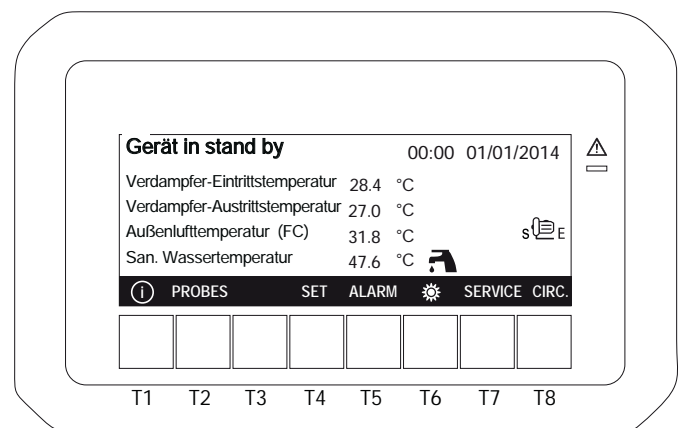 Gerät in stand by 00:00 01/01/2014
Verdampfer-Eintrittstemperatur 28.4 °C
Verdampfer-Austrittstemperatur 27.0 °C
Außenlufttemperatur (FC) 31.8 °C s E
San. Wassertemperatur 47.6 °C
i PROBES SET ALARM SERVICE CIRC.
T1 T2 T3 T4 T5 T6 T7 T8